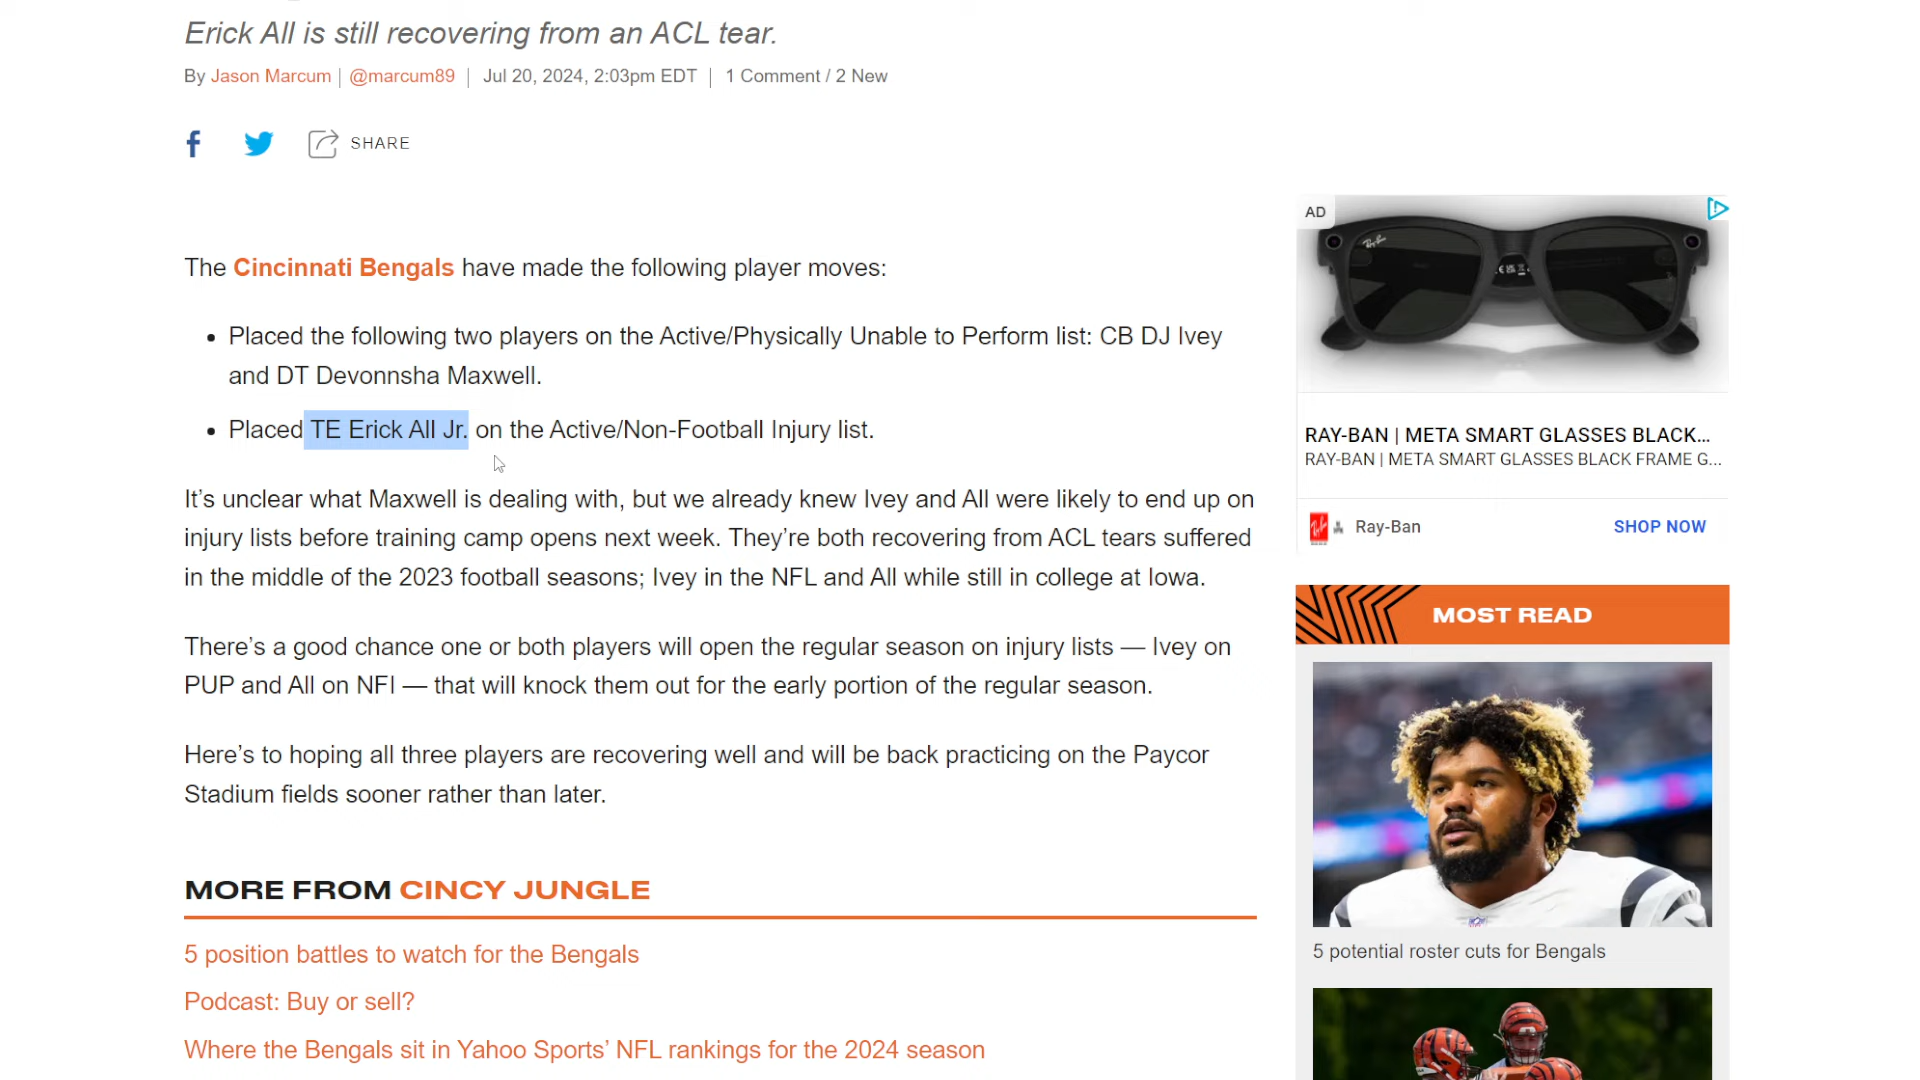 Erick All is still recovering from an ACL tear.
By Jason Marcum | @marcum89 | Jul 20, 2024, 2:03pm EDT | 1 Comment / 2 New
f SHARE
The Cincinnati Bengals have made the following player moves:
• Placed the following two players on the Active/Physically Unable to Perform list: CB DJ Ivey
and DT Devonnsha Maxwell.
• Placed TE Erick All Jr. on the Active/Non-Football Injury list.
It’s unclear what Maxwell is dealing with, but we already knew Ivey and All were likely to end up on
injury lists before training camp opens next week. They’re both recovering from ACL tears suffered
in the middle of the 2023 football seasons; Ivey in the NFL and All while still in college at Iowa.
There’s a good chance one or both players will open the regular season on injury lists — Ivey on
PUP and All on NFI — that will knock them out for the early portion of the regular season.
Here’s to hoping all three players are recovering well and will be back practicing on the Paycor
Stadium fields sooner rather than later.
MORE FROM CINCY JUNGLE
5 position battles to watch for the Bengals
Podcast: Buy or sell?
Where the Bengals sit in Yahoo Sports’ NFL rankings for the 2024 season
AD
Ray-Ban
RAY-BAN | META SMART GLASSES BLACK...
RAY-BAN | META SMART GLASSES BLACK FRAME G...
Ray-Ban
SHOP NOW
MOST READ
5 potential roster cuts for Bengals